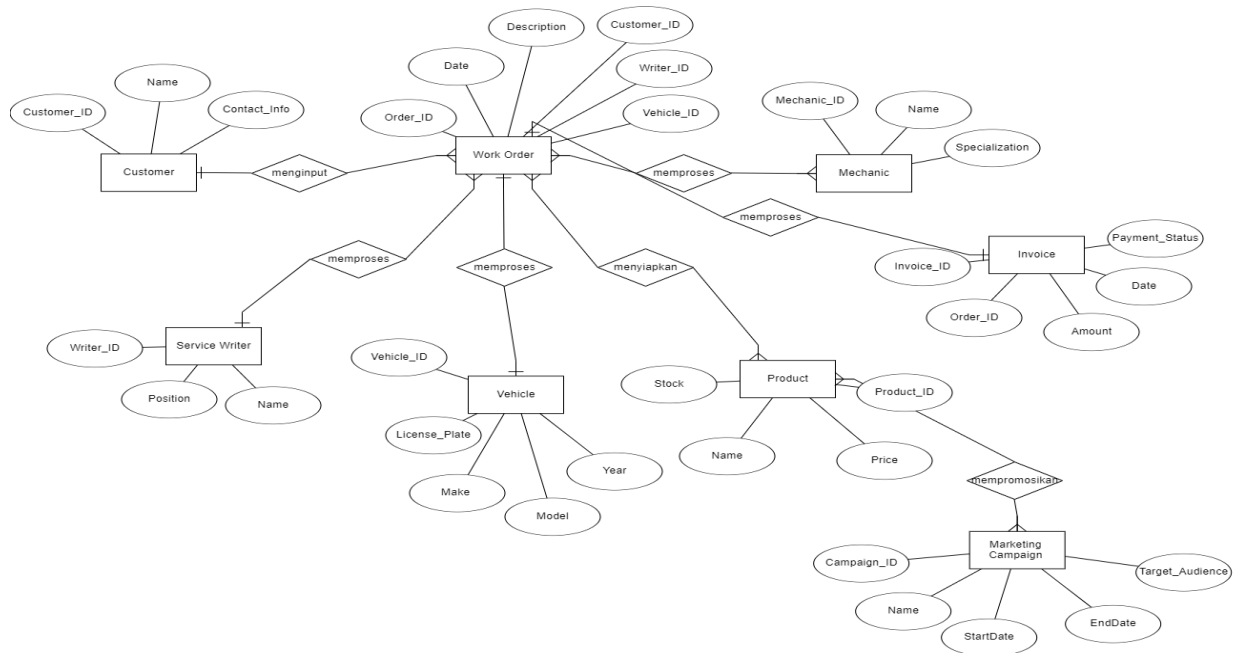 Description
Customer_ID
Date
Writer_ID
Name
Customer_ID
Contact_Info
Order_ID
Vehicle_ID
Mechanic_ID
Name
Specialization
Customer
menginput
Work Order
memproses
Mechanic
memproses
Payment_Status
Invoice_ID
Invoice
Date
Order_ID
Amount
memproses
memproses
menyiapkan
Writer_ID
Service Writer
Position
Name
Vehicle_ID
Vehicle
License_Plate
Make
Model
Year
Stock
Product
Product_ID
Name
Price
mempromosikan
Marketing
Campaign
Campaign_ID
Target_Audience
Name
StartDate
EndDate